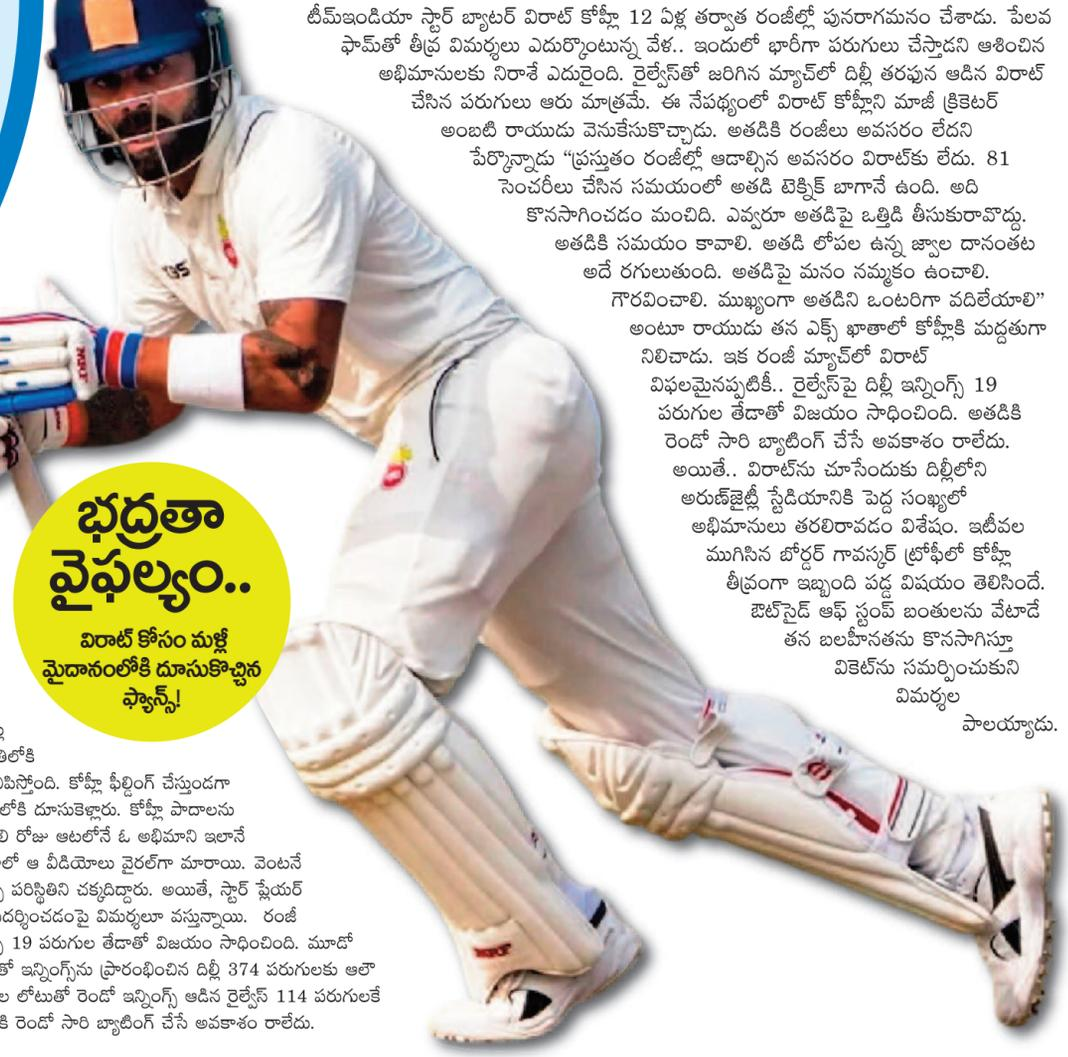 టీమ్ఇండియా స్టార్ బ్యాటర్ విరాట్ కోహ్లీ 12 ఏళ్ల తర్వాత రంజీల్లో పునరాగమనం చేశాడు. పేలవ
ఫామ్‌తో తీవ్ర విమర్శలు ఎదుర్కొంటున్న వేళ.. ఇందులో భారీగా పరుగులు చేస్తాడని ఆశించిన
అభిమానులకు నిరాశే ఎదురైంది. రైల్వేస్‌తో జరిగిన మ్యాచ్‌లో దిల్లీ తరఫున ఆడిన విరాట్
చేసిన పరుగులు ఆరు మాత్రమే. ఈ నేపథ్యంలో విరాట్ కోహ్లీని మాజీ క్రికెటర్
అంబటి రాయుడు వెనుకేసుకొచ్చాడు. అతడికి రంజీలు అవసరం లేదని
పేర్కొన్నాడు “ప్రస్తుతం రంజీల్లో ఆడాల్సిన అవసరం విరాట్‌కు లేదు. 81
సెంచరీలు చేసిన సమయంలో అతడి టెక్నిక్ బాగానే ఉంది. అది
కొనసాగించడం మంచిది. ఎవ్వరూ అతడిపై ఒత్తిడి తీసుకురావొద్దు.
అతడికి సమయం కావాలి. అతడి లోపల ఉన్న జ్వాల దానంతట
అదే రగులుతుంది. అతడిపై మనం నమ్మకం ఉంచాలి.
గౌరవించాలి. ముఖ్యంగా అతడిని ఒంటరిగా వదిలేయాలి”
అంటూ రాయుడు తన ఎక్స్ ఖాతాలో కోహ్లీకి మద్దతుగా
నిలిచాడు. ఇక రంజీ మ్యాచ్‌లో విరాట్
విఫలమైనప్పటికీ.. రైల్వేస్‌పై దిల్లీ ఇన్నింగ్స్ 19
పరుగుల తేడాతో విజయం సాధించింది. అతడికి
రెండో సారి బ్యాటింగ్ చేసే అవకాశం రాలేదు.
అయితే.. విరాట్‌ను చూసేందుకు దిల్లీలోని
అరుణ్‌జైట్లీ స్టేడియానికి పెద్ద సంఖ్యలో
అభిమానులు తరలిరావడం విశేషం. ఇటీవల
ముగిసిన బోర్డర్ గావస్కర్ ట్రోఫీలో కోహ్లీ
తీవ్రంగా ఇబ్బంది పడ్డ విషయం తెలిసిందే.
ఔట్‌సైడ్ ఆఫ్ స్టంప్ బంతులను వేటాడే
తన బలహీనతను కొనసాగిస్తూ
వికెట్‌ను సమర్పించుకుని
విమర్శల
పాలయ్యాడు.
భద్రతా
వైఫల్యం..
విరాట్ కోసం మళ్లీ
మైదానంలోకి దూసుకొచ్చిన
ఫ్యాన్స్!
కోహ్లీ ఫీల్డింగ్ చేస్తుండగా
దూసుకెళ్లారు. కోహ్లీ పాదాలను
రోజు ఆటలోనే ఓ అభిమాని ఇలానే
ఆ వీడియోలు వైరల్‌గా మారాయి. వెంటనే
పరిస్థితిని చక్కదిద్దారు. అయితే, స్టార్ ప్లేయర్
విమర్శలూ వస్తున్నాయి. రంజీ
19 పరుగుల తేడాతో విజయం సాధించింది. మూడో
ఇన్నింగ్స్‌ను ప్రారంభించిన దిల్లీ 374 పరుగులకు ఆలౌ
లోటుతో రెండో ఇన్నింగ్స్ ఆడిన రైల్వేస్ 114 పరుగులకే
రెండో సారి బ్యాటింగ్ చేసే అవకాశం రాలేదు.
MRF
MRF